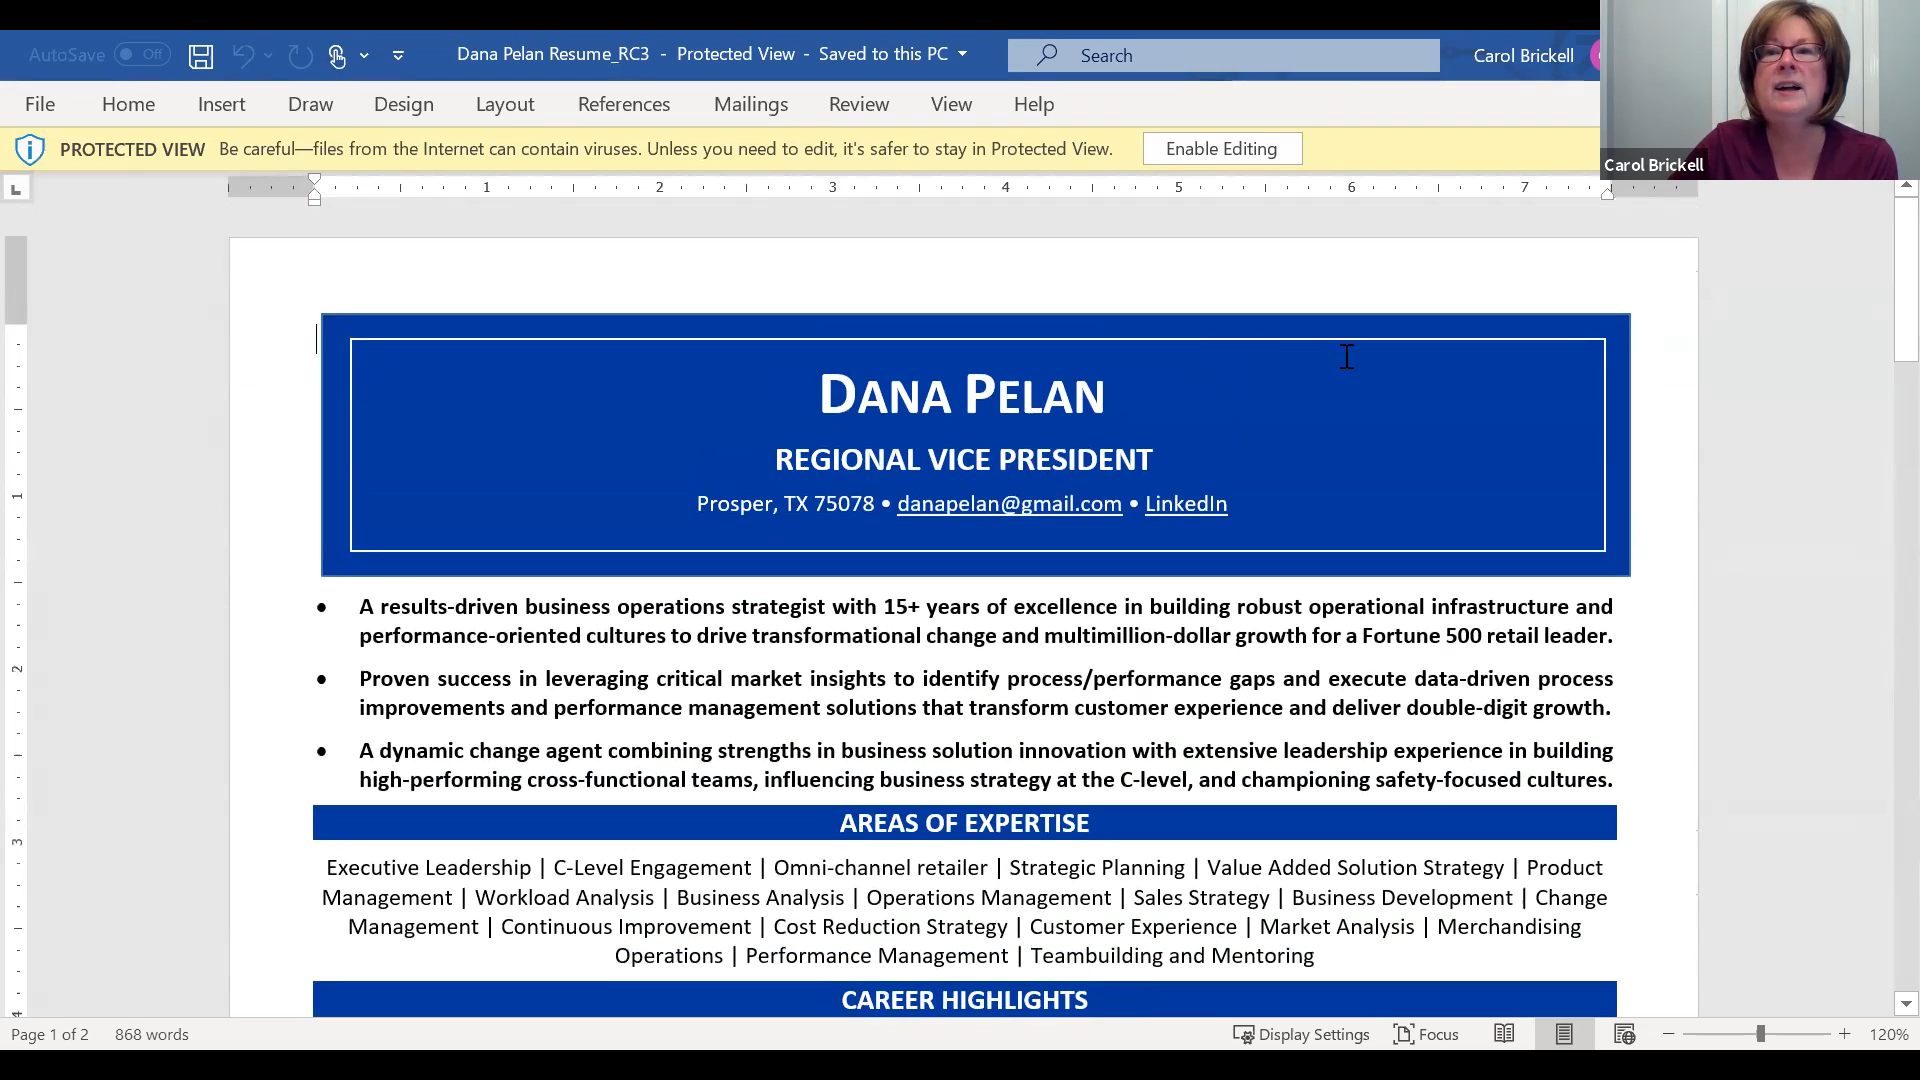 AutoSave Off Dana Pelan Resume_RC3 - Protected View - Saved to this PC Search Carol Brickell
File Home Insert Draw Design Layout References Mailings Review View Help
PROTECTED VIEW Be careful—files from the Internet can contain viruses. Unless you need to edit, it's safer to stay in Protected View. Enable Editing
Carol Brickell
1 2 3 4 5 6 7
DANA PELAN
REGIONAL VICE PRESIDENT
Prosper, TX 75078 • danapelan@gmail.com • LinkedIn
• A results-driven business operations strategist with 15+ years of excellence in building robust operational infrastructure and
performance-oriented cultures to drive transformational change and multimillion-dollar growth for a Fortune 500 retail leader.
• Proven success in leveraging critical market insights to identify process/performance gaps and execute data-driven process
improvements and performance management solutions that transform customer experience and deliver double-digit growth.
• A dynamic change agent combining strengths in business solution innovation with extensive leadership experience in building
high-performing cross-functional teams, influencing business strategy at the C-level, and championing safety-focused cultures.
AREAS OF EXPERTISE
Executive Leadership | C-Level Engagement | Omni-channel retailer | Strategic Planning | Value Added Solution Strategy | Product
Management | Workload Analysis | Business Analysis | Operations Management | Sales Strategy | Business Development | Change
Management | Continuous Improvement | Cost Reduction Strategy | Customer Experience | Market Analysis | Merchandising
Operations | Performance Management | Teambuilding and Mentoring
CAREER HIGHLIGHTS
1
2
3
4
Page 1 of 2 868 words Display Settings Focus 120%